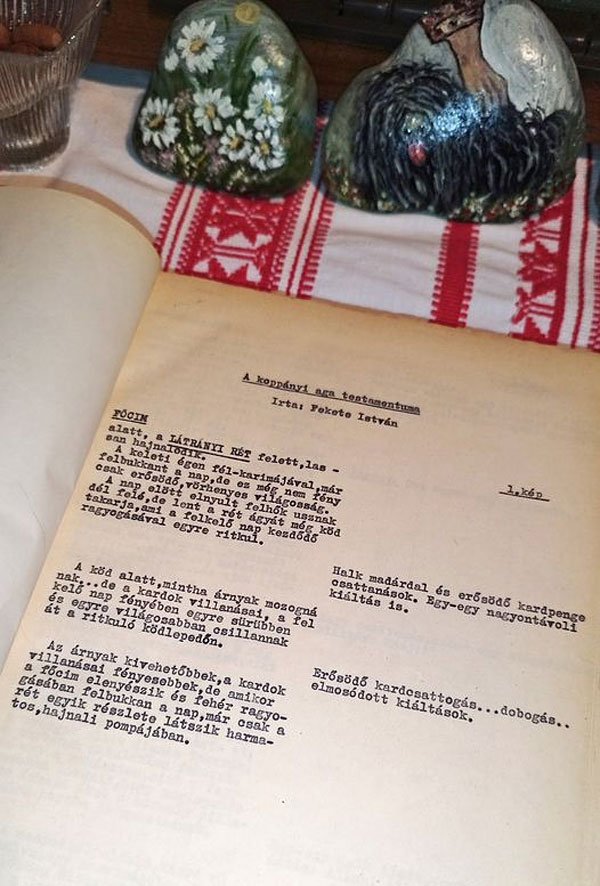 A koppányi aga testamentuma
Irta: Fekete István
FŐCIM
alatt, a LÁTRÁNYI RÉT felett,las -
san hajnalodik.
A keleti égen fél-karimájával,már
felbukkant a nap,de ez még nem fény
csak erősödő,vörhenyes világosság.
A nap előtt elnyult felhők usznak
dél felé,de lent a rét ágyát még köd
takarja,ami a felkelő nap kezdődő
ragyogásával egyre ritkul.
1.kép
A köd alatt,mintha árnyak mozogná
nak,..de a kardok villanásai, a fel
kelő nap fényében egyre sürübben
és egyre világosabban csillannak
át a ritkuló ködlepedőn.
Halk madárdal és erősödő kardpenge
csattanások. Egy-egy nagyontávoli
kiáltás is.
Az árnyak kivehetőbbek,a kardok
villanásai fényesebbek,de amikor
a főcim elenyészik és fehér ragyo-
gásában felbukkan a nap,már csak a
rét egyik részlete látszik harma-
tos,hajnali pompájában.
Erősödő kardcsattogás...dobogás..
elmosódott kiáltások.